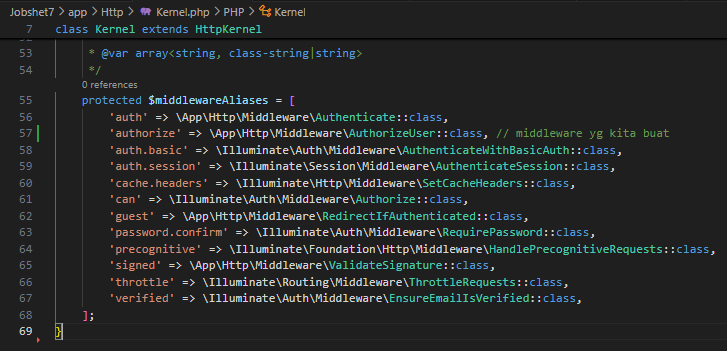 Jobshet7 > app > Http > Kernel.php > PHP > Kernel
7 class Kernel extends HttpKernel
53 * @var array<string, class-string|string>
54 */
0 references
55 protected $middlewareAliases = [
56 'auth' => \App\Http\Middleware\Authenticate::class,
57 'authorize' => \App\Http\Middleware\AuthorizeUser::class, // middleware yg kita buat
58 'auth.basic' => \Illuminate\Auth\Middleware\AuthenticateWithBasicAuth::class,
59 'auth.session' => \Illuminate\Session\Middleware\AuthenticateSession::class,
60 'cache.headers' => \Illuminate\Http\Middleware\SetCacheHeaders::class,
61 'can' => \Illuminate\Auth\Middleware\Authorize::class,
62 'guest' => \App\Http\Middleware\RedirectIfAuthenticated::class,
63 'password.confirm' => \Illuminate\Auth\Middleware\RequirePassword::class,
64 'precognitive' => \Illuminate\Foundation\Http\Middleware\HandlePrecognitiveRequests::class,
65 'signed' => \App\Http\Middleware\ValidateSignature::class,
66 'throttle' => \Illuminate\Routing\Middleware\ThrottleRequests::class,
67 'verified' => \Illuminate\Auth\Middleware\EnsureEmailIsVerified::class,
68 ];
69 }